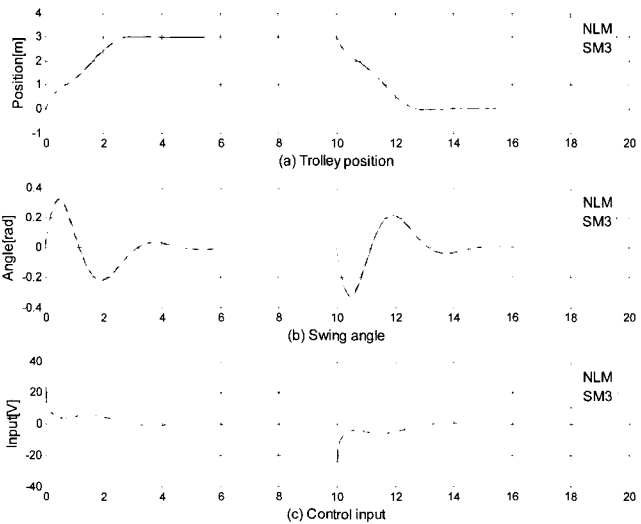 4
3
2
1
0
-1
Position[m]
NLM
SM3
0 2 4 6 8 10 12 14 16 18 20
(a) Trolley position
0.4
0.2
0
-0.2
-0.4
Angle[rad]
NLM
SM3
0 2 4 6 8 10 12 14 16 18 20
(b) Swing angle
40
20
0
-20
-40
Input[V]
NLM
SM3
0 2 4 6 8 10 12 14 16 18 20
(c) Control input